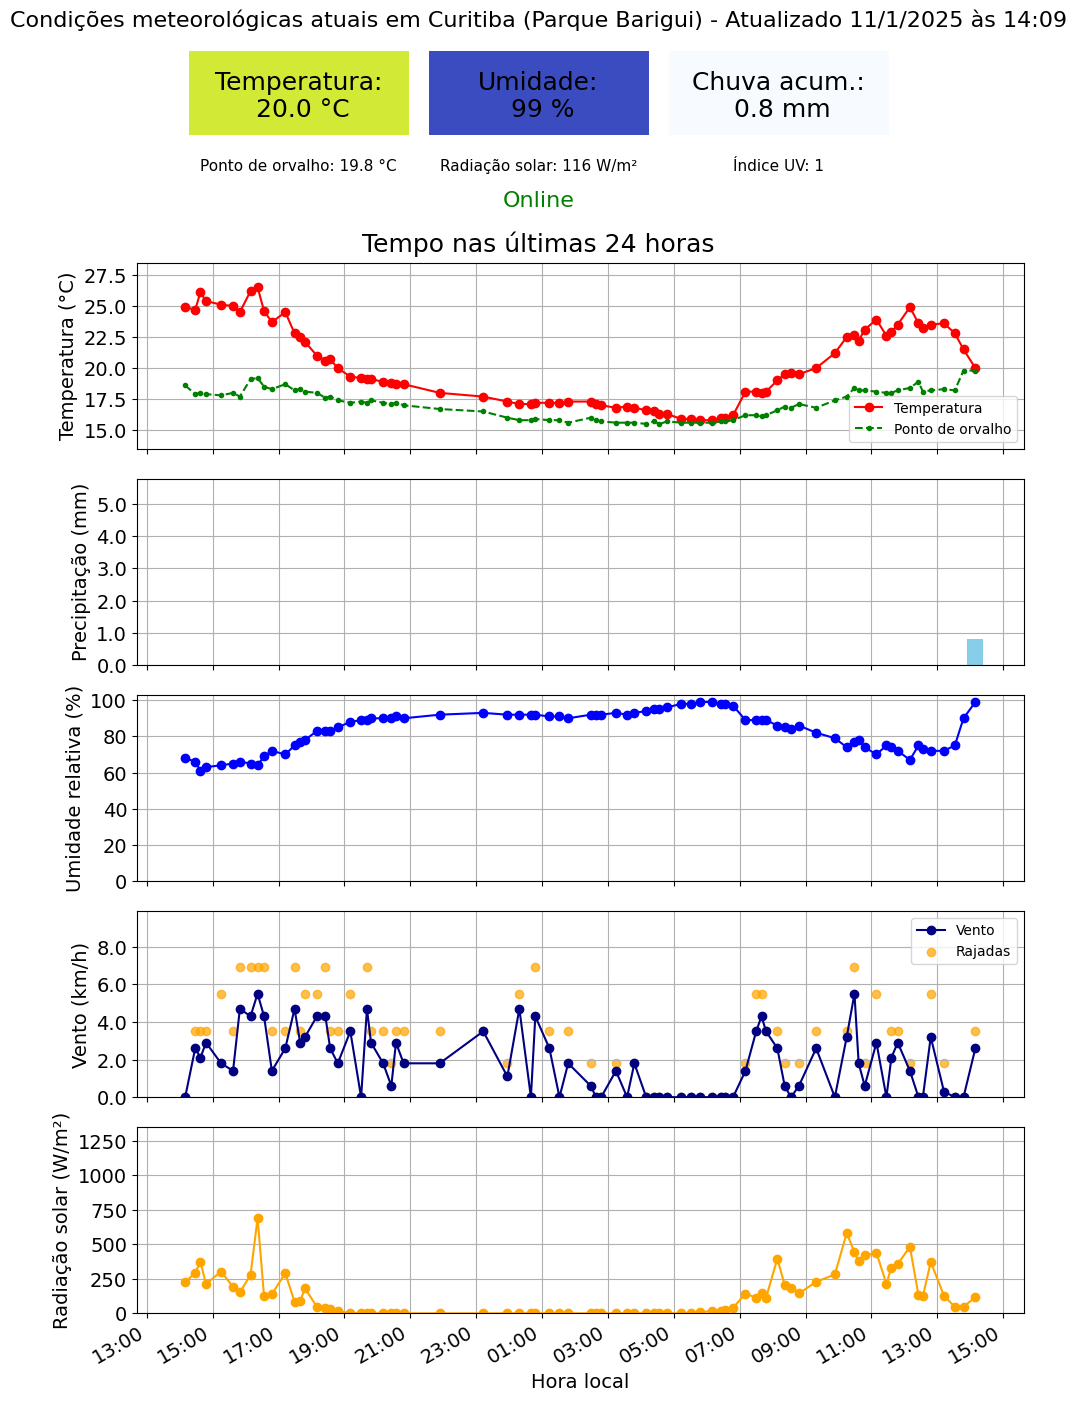 Condições meteorológicas atuais em Curitiba (Parque Barigui) - Atualizado 11/1/2025 às 14:09
Temperatura:
20.0 °C
Umidade:
99 %
Chuva acum.:
0.8 mm
Ponto de orvalho: 19.8 °C
Radiação solar: 116 W/m²
Índice UV: 1
Online
Tempo nas últimas 24 horas
Temperatura (°C)
27.5
25.0
22.5
20.0
17.5
15.0
Temperatura
Ponto de orvalho
Precipitação (mm)
5.0
4.0
3.0
2.0
1.0
0.0
Umidade relativa (%)
100
80
60
40
20
0
Vento (km/h)
8.0
6.0
4.0
2.0
0.0
Vento
Rajadas
Radiação solar (W/m²)
1250
1000
750
500
250
0
13:00
15:00
17:00
19:00
21:00
23:00
01:00
03:00
05:00
07:00
09:00
11:00
13:00
15:00
Hora local